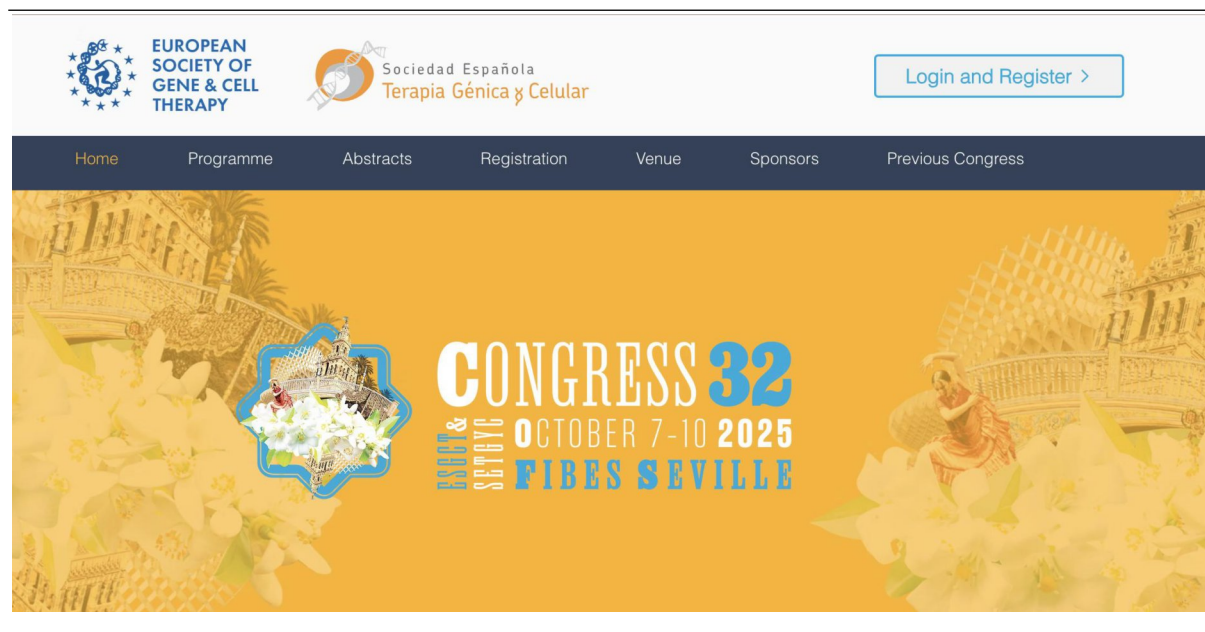 EUROPEAN
SOCIETY OF
GENE & CELL
THERAPY
Sociedad Española
Terapia Génica y Celular
Login and Register >
Home Programme Abstracts Registration Venue Sponsors Previous Congress
CONGRESS 32
ESGCT &
SETGYC
OCTOBER 7-10 2025
FIBES SEVILLE